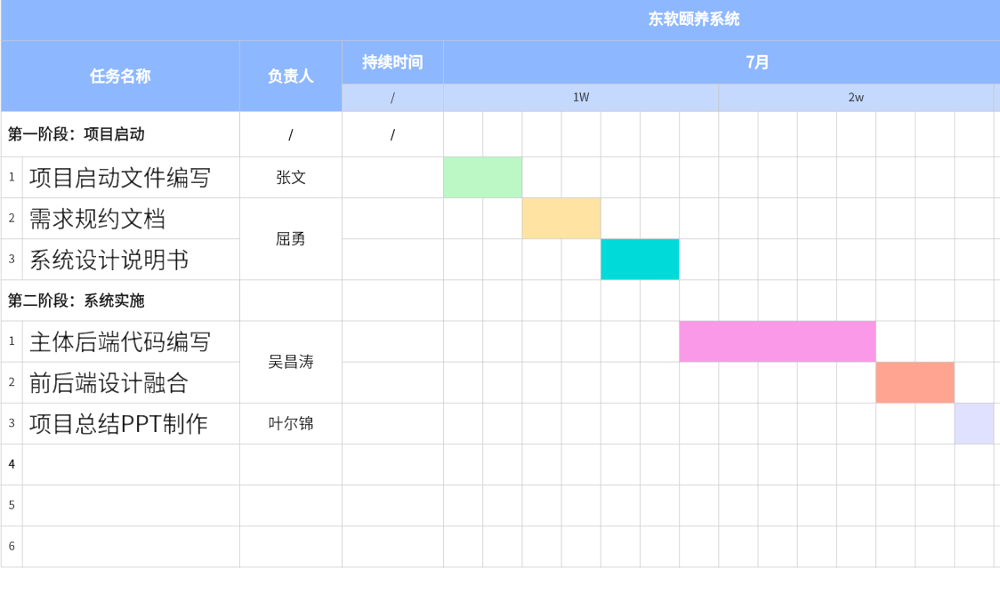 东软颐养系统
任务名称 负责人 持续时间 7月
/ 1W 2w
第一阶段：项目启动 / /
1 项目启动文件编写 张文
2 需求规约文档 屈勇
3 系统设计说明书
第二阶段：系统实施
1 主体后端代码编写 吴昌涛
2 前后端设计融合
3 项目总结PPT制作 叶尔锦
4
5
6